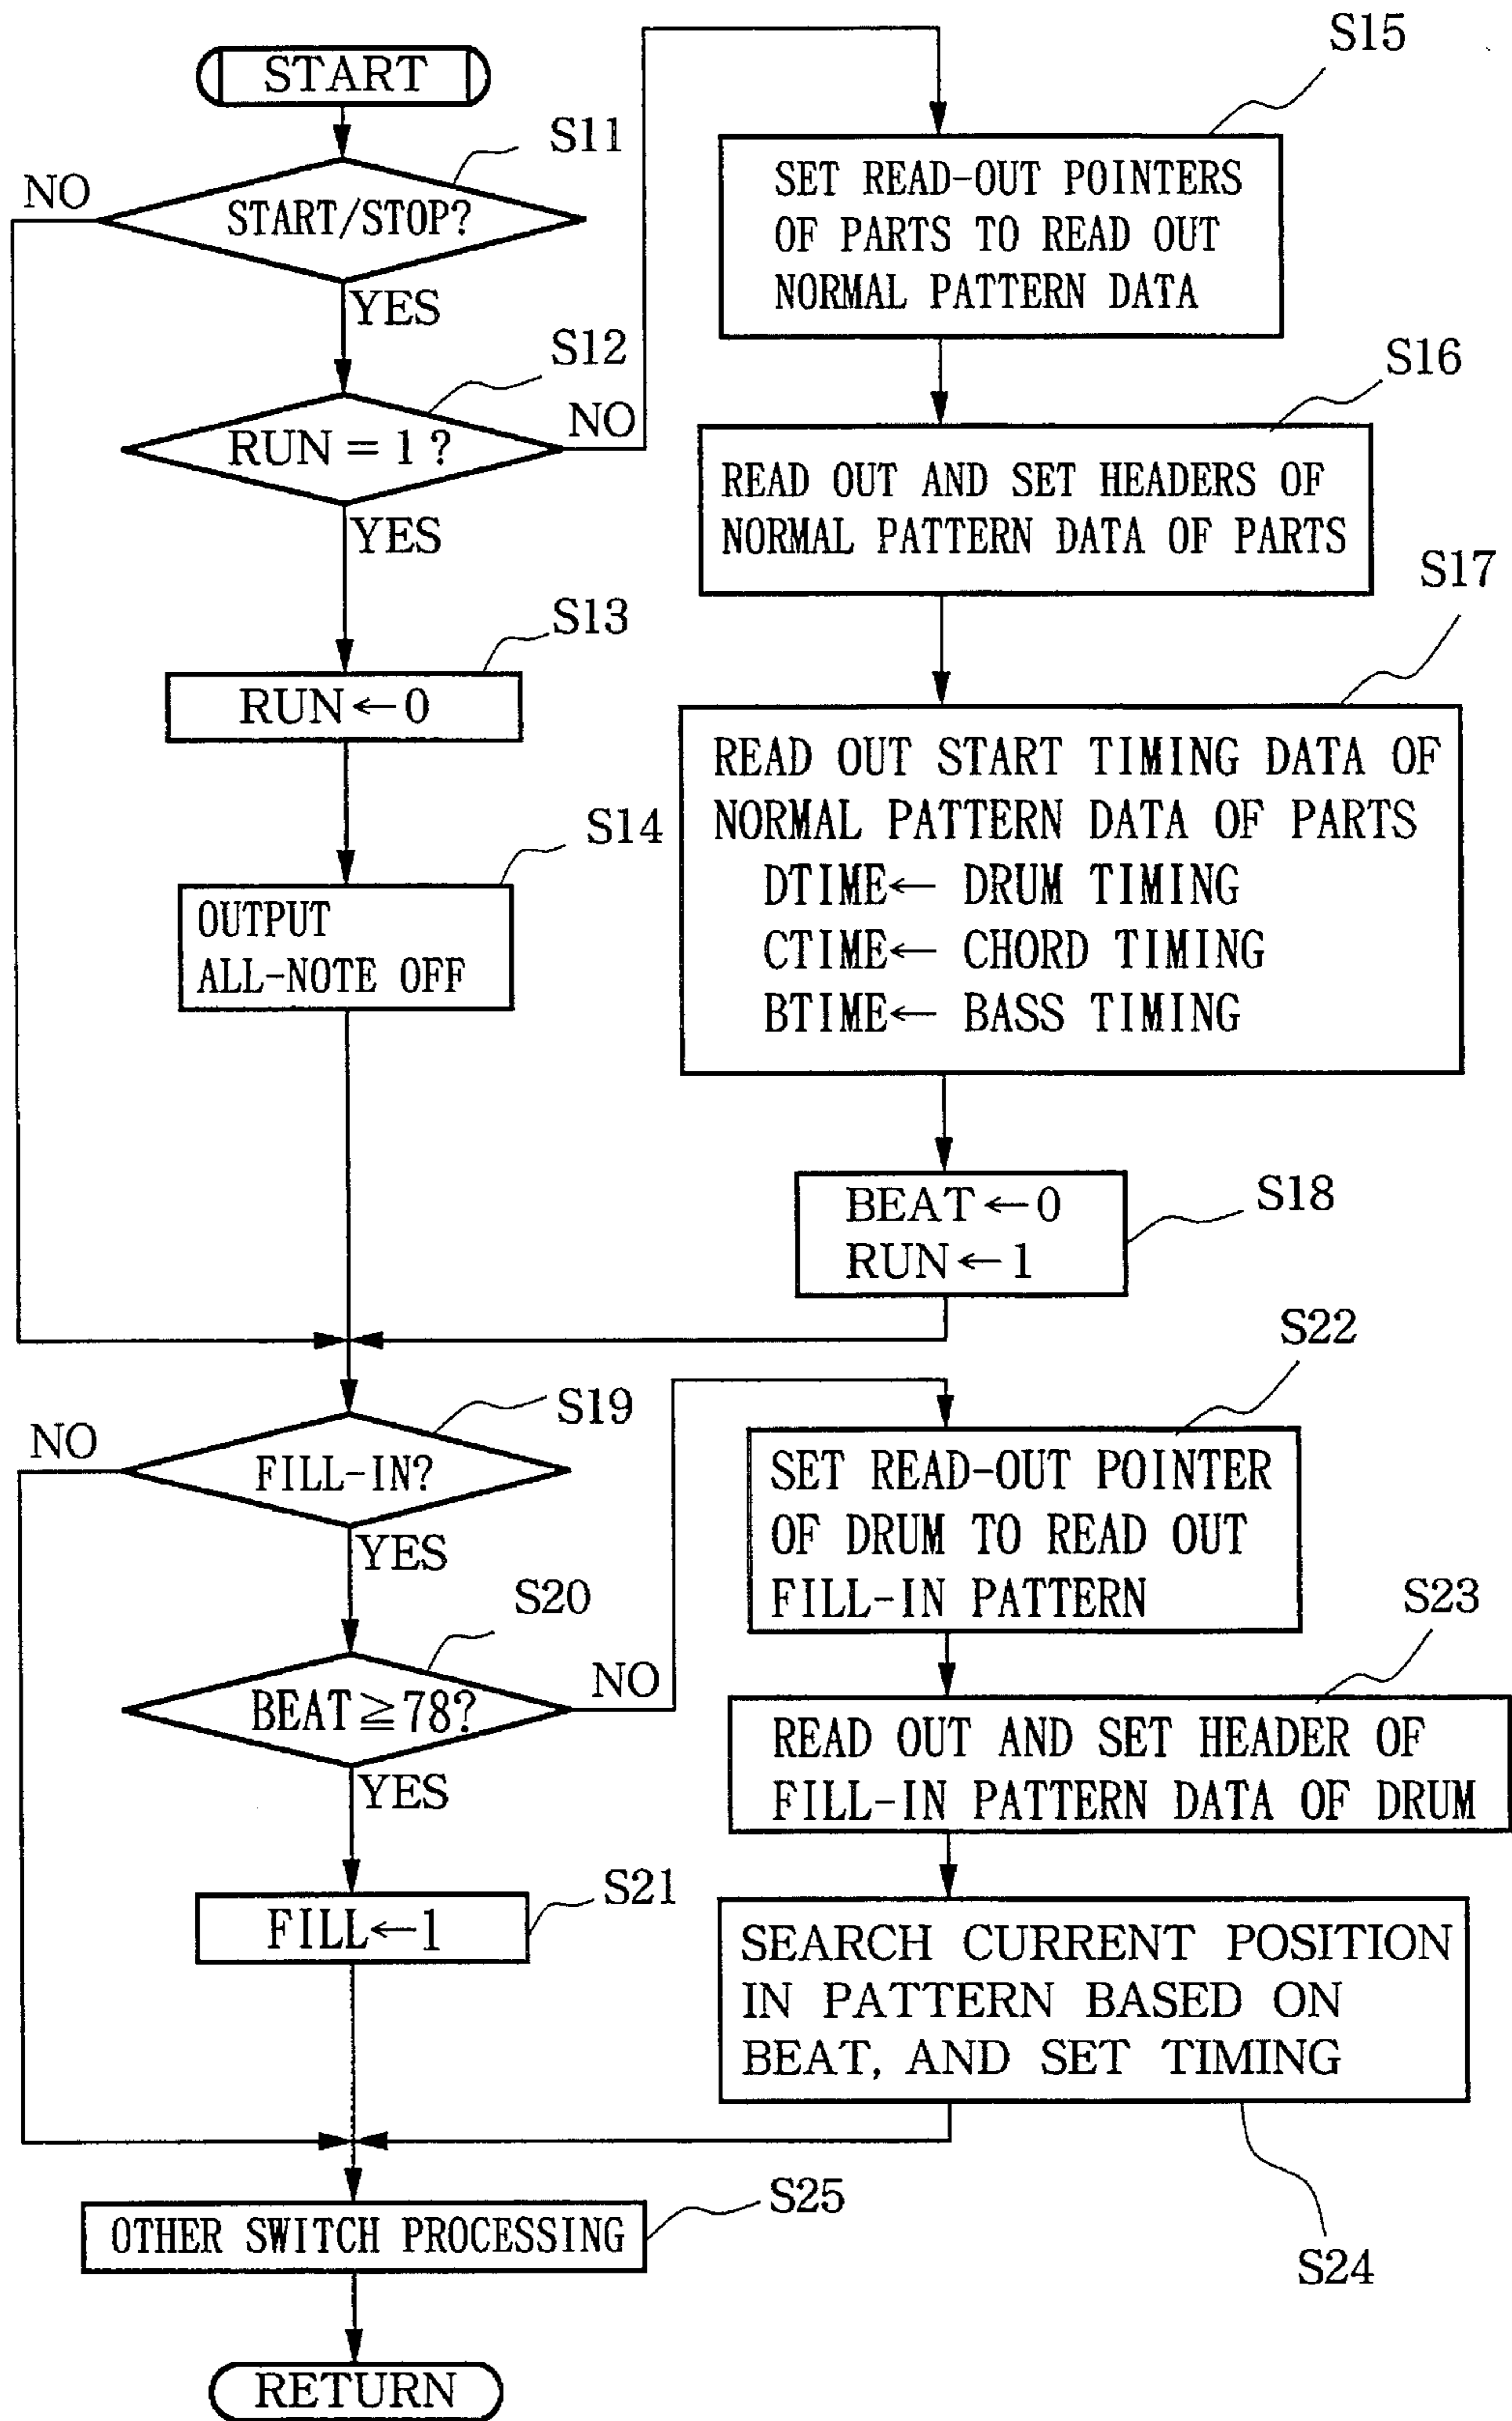 START
S11
NO
START/STOP?
YES
S12
NO
RUN = 1 ?
YES
S13
RUN ← 0
S14
OUTPUT
ALL-NOTE OFF
S15
SET READ-OUT POINTERS
OF PARTS TO READ OUT
NORMAL PATTERN DATA
S16
READ OUT AND SET HEADERS OF
NORMAL PATTERN DATA OF PARTS
S17
READ OUT START TIMING DATA OF
NORMAL PATTERN DATA OF PARTS
DTIME← DRUM TIMING
CTIME← CHORD TIMING
BTIME← BASS TIMING
S18
BEAT ← 0
RUN ← 1
S19
NO
FILL-IN?
YES
S20
NO
BEAT ≧ 78?
YES
S21
FILL←1
S22
SET READ-OUT POINTER
OF DRUM TO READ OUT
FILL-IN PATTERN
S23
READ OUT AND SET HEADER OF
FILL-IN PATTERN DATA OF DRUM
SEARCH CURRENT POSITION
IN PATTERN BASED ON
BEAT, AND SET TIMING
S24
S25
OTHER SWITCH PROCESSING
RETURN